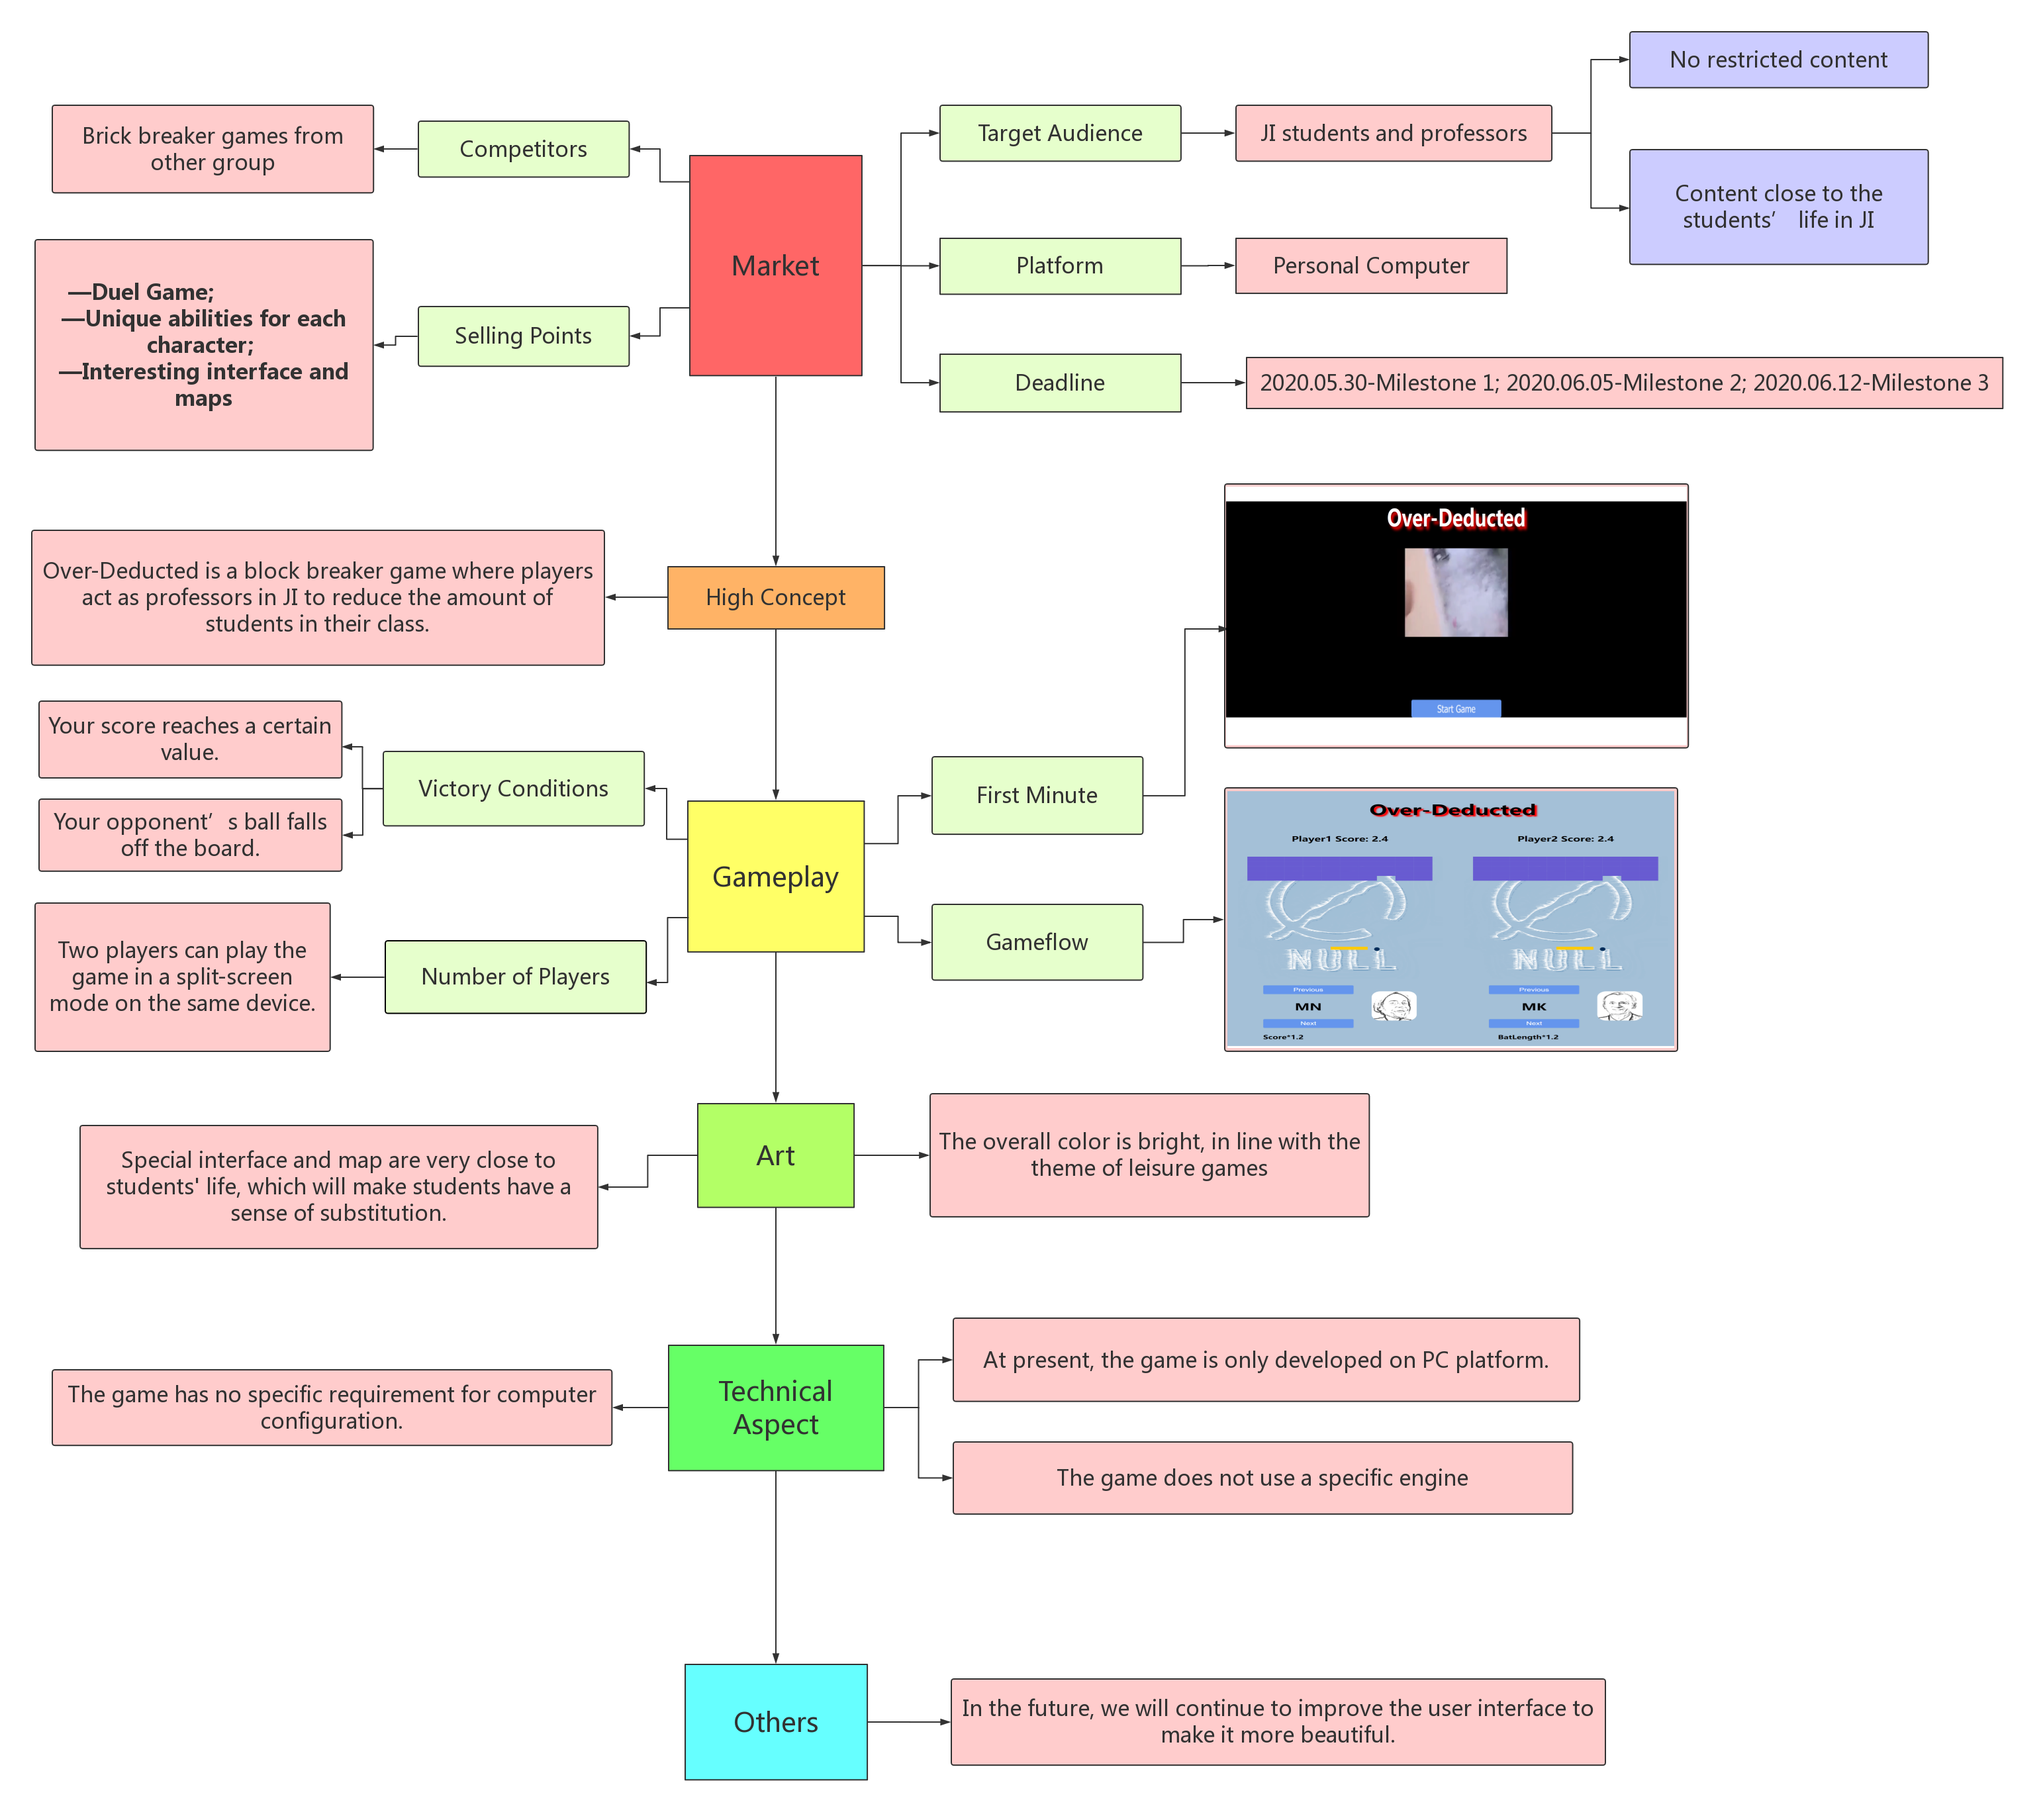 No restricted content
Brick breaker games from
other group
Competitors
Target Audience
JI students and professors
Content close to the
students’ life in JI
Market
Platform
Personal Computer
—Duel Game;
—Unique abilities for each
character;
—Interesting interface and
maps
Selling Points
Deadline
2020.05.30-Milestone 1; 2020.06.05-Milestone 2; 2020.06.12-Milestone 3
Over-Deducted is a block breaker game where players
act as professors in JI to reduce the amount of
students in their class.
High Concept
Over-Deducted
Start Game
Your score reaches a certain
value.
Your opponent’s ball falls
off the board.
Victory Conditions
First Minute
Gameplay
Over-Deducted
Player1 Score: 2.4
Player2 Score: 2.4
NULL
NULL
Previous
Previous
MN
MK
Next
Next
Score*1.2
BatLength*1.2
Two players can play the
game in a split-screen
mode on the same device.
Number of Players
Gameflow
Special interface and map are very close to
students' life, which will make students have a
sense of substitution.
Art
The overall color is bright, in line with the
theme of leisure games
The game has no specific requirement for computer
configuration.
Technical
Aspect
At present, the game is only developed on PC platform.
The game does not use a specific engine
Others
In the future, we will continue to improve the user interface to
make it more beautiful.